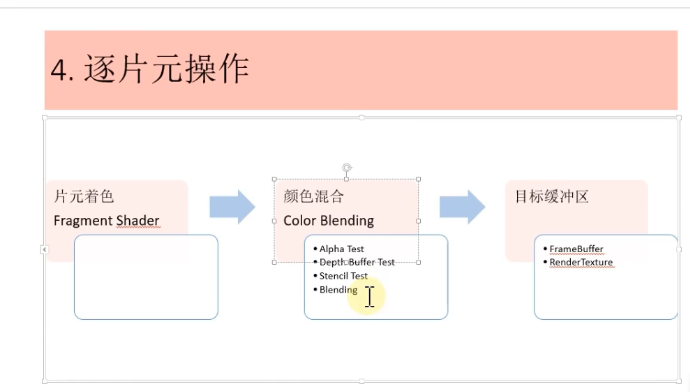 4. 逐片元操作
片元着色
Fragment Shader
颜色混合
Color Blending
• Alpha Test
• Depth Buffer Test
• Stencil Test
• Blending
目标缓冲区
• FrameBuffer
• RenderTexture